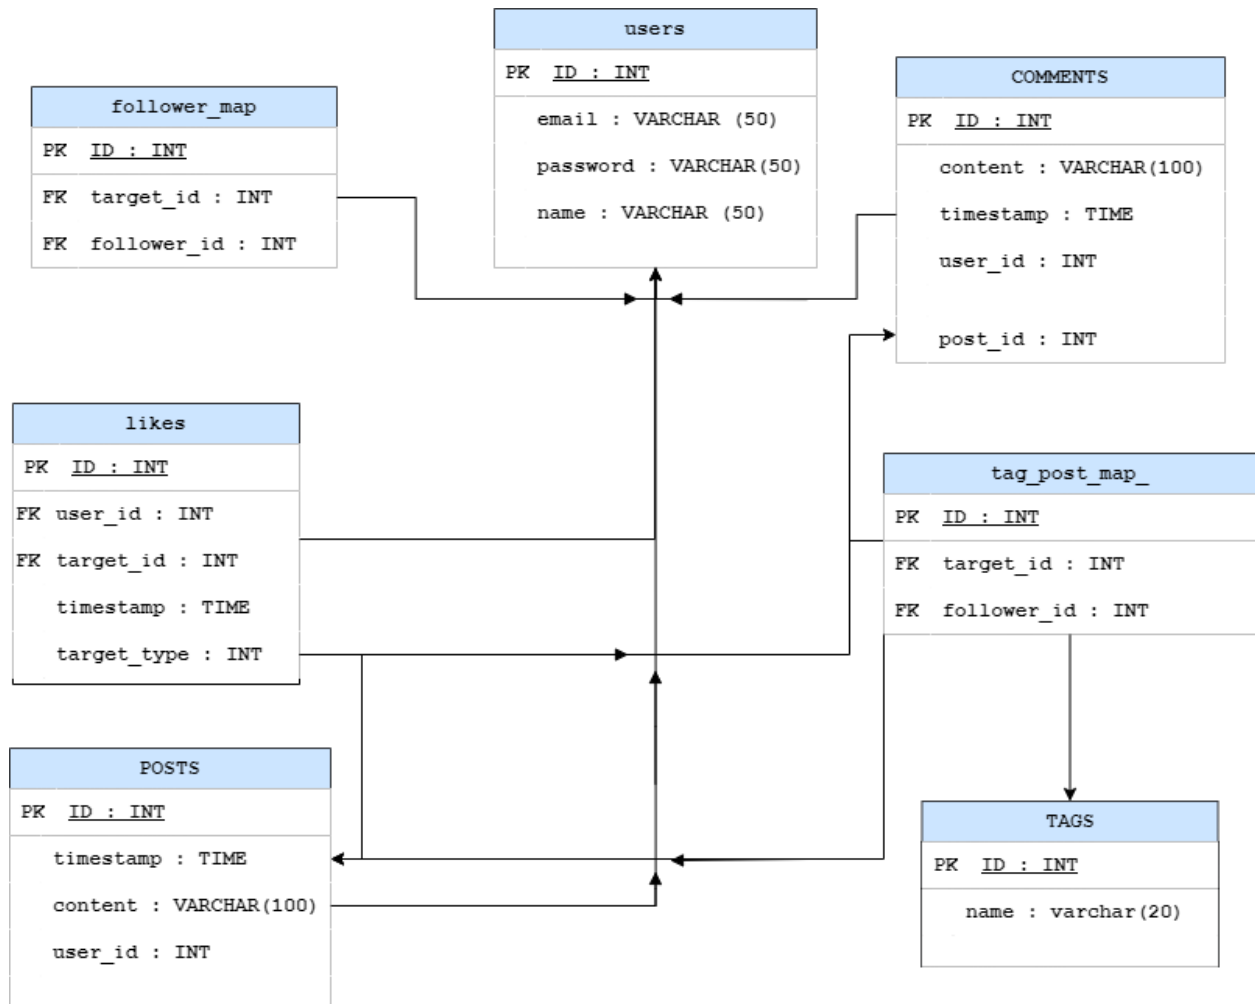 users
PK ID : INT
email : VARCHAR (50)
password : VARCHAR(50)
name : VARCHAR (50)
follower_map
PK ID : INT
FK target_id : INT
FK follower_id : INT
COMMENTS
PK ID : INT
content : VARCHAR(100)
timestamp : TIME
user_id : INT
post_id : INT
likes
PK ID : INT
FK user_id : INT
FK target_id : INT
timestamp : TIME
target_type : INT
tag_post_map_
PK ID : INT
FK target_id : INT
FK follower_id : INT
POSTS
PK ID : INT
timestamp : TIME
content : VARCHAR(100)
user_id : INT
TAGS
PK ID : INT
name : varchar(20)